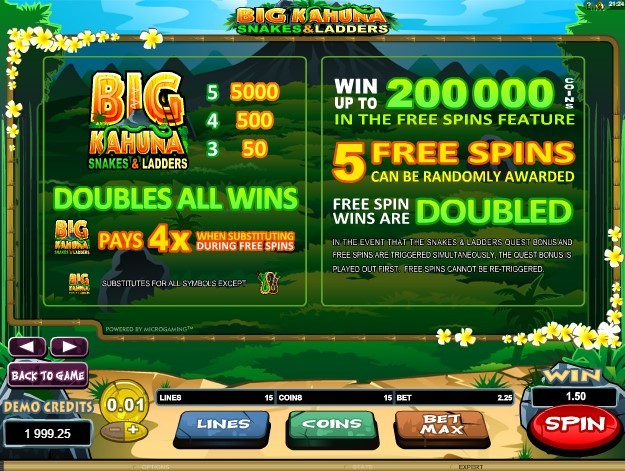 21:24
BIG KAHUNA
SNAKES & LADDERS
BIG
KAHUNA
SNAKES & LADDERS
5 5000
4 500
3 50
DOUBLES ALL WINS
BIG
KAHUNA
SNAKES & LADDERS
PAYS 4x WHEN SUBSTITUTING
DURING FREE SPINS
BIG
KAHUNA
SUBSTITUTES FOR ALL SYMBOLS EXCEPT
POWERED BY MICROGAMING™
WIN
UP TO 200 000 COINS
IN THE FREE SPINS FEATURE
5 FREE SPINS
CAN BE RANDOMLY AWARDED
FREE SPIN
WINS ARE DOUBLED
IN THE EVENT THAT THE SNAKES & LADDERS QUEST BONUS AND
FREE SPINS ARE TRIGGERED SIMULTANEOUSLY, THE QUEST BONUS IS
PLAYED OUT FIRST. FREE SPINS CANNOT BE RE-TRIGGERED.
BACK TO GAME
DEMO CREDITS
1 999.25
0.01
- +
LINES 15 COINS 15 BET 2.25
LINES COINS BET
MAX
WIN
1.50
SPIN
OPTIONS STATS EXPERT